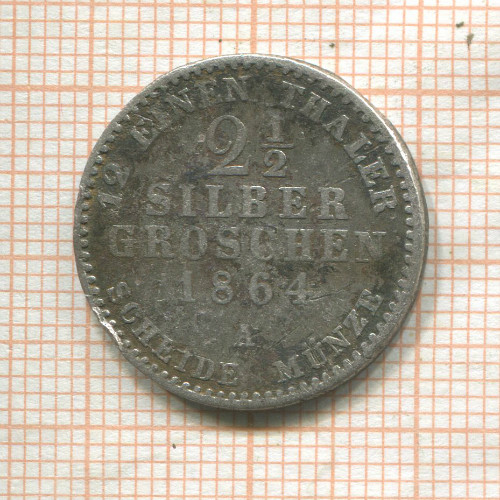 12 EINEN THALER
2 1/2
SILBER
GROSCHEN
1864
A
SCHEIDE MÜNZE